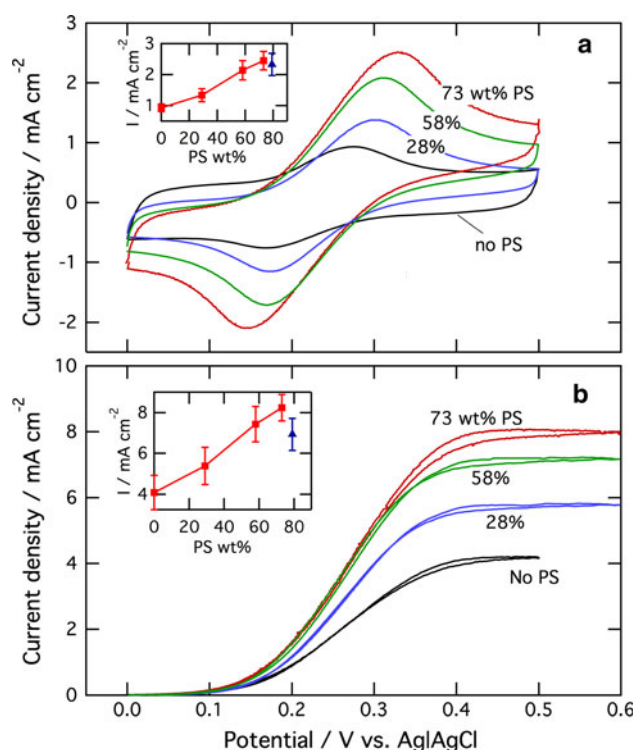 a
3
2
1
0
-1
-2
Current density / mA cm-2
I / mA cm-2
3
2
1
0 20 40 60 80
PS wt%
73 wt% PS
58%
28%
no PS
b
10
8
6
4
2
0
Current density / mA cm-2
I / mA cm-2
8
6
4
0 20 40 60 80
PS wt%
73 wt% PS
58%
28%
No PS
0.0 0.1 0.2 0.3 0.4 0.5 0.6
Potential / V vs. Ag|AgCl